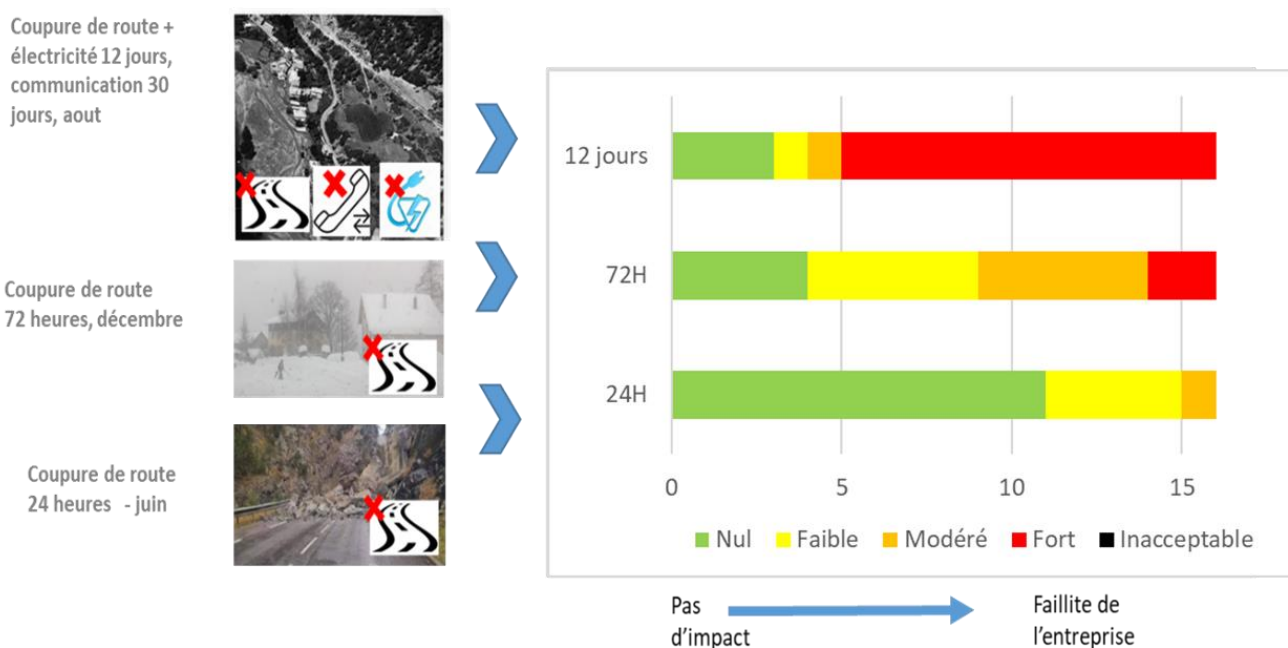 Coupure de route +
électricité 12 jours,
communication 30
jours, aout
Coupure de route
72 heures, décembre
Coupure de route
24 heures - juin
12 jours
72H
24H
0 5 10 15
Nul Faible Modéré Fort Inacceptable
Pas
d'impact
Faillite de
l'entreprise